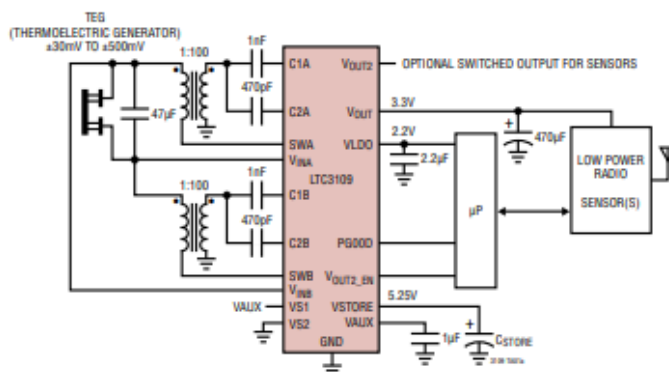 TEG
(THERMOELECTRIC GENERATOR)
±30mV TO ±500mV
1:100
1nF
C1A
VOUT2
OPTIONAL SWITCHED OUTPUT FOR SENSORS
470pF
C2A
VOUT
3.3V
47µF
SWA
VLDO
2.2V
470µF
VINA
2.2µF
LOW POWER
RADIO
SENSOR(S)
1:100
1nF
LTC3109
C1B
µP
470pF
C2B
PGOOD
SWB
VOUT2_EN
VINB
5.25V
VAUX
VS1
VSTORE
VS2
VAUX
1µF
CSTORE
GND